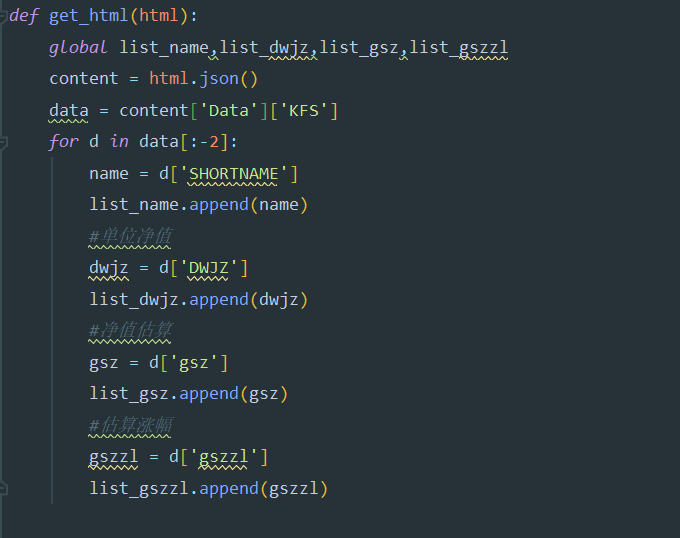 def get_html(html):
global list_name,list_dwjz,list_gsz,list_gszzl
content = html.json()
data = content['Data']['KFS']
for d in data[:-2]:
name = d['SHORTNAME']
list_name.append(name)
#单位净值
dwjz = d['DWJZ']
list_dwjz.append(dwjz)
#净值估算
gsz = d['gsz']
list_gsz.append(gsz)
#估算涨幅
gszzl = d['gszzl']
list_gszzl.append(gszzl)